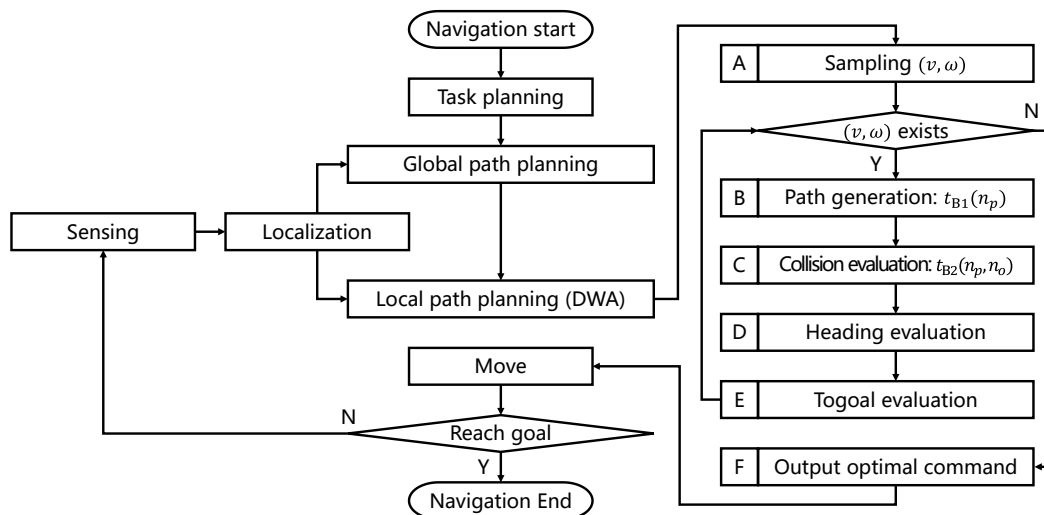 Navigation start
Task planning
Global path planning
Sensing
Localization
Local path planning (DWA)
Move
N
Reach goal
Y
Navigation End
A
Sampling (v, ω)
N
(v, ω) exists
Y
B
Path generation: t_B1(n_p)
C
Collision evaluation: t_B2(n_p, n_o)
D
Heading evaluation
E
Togoal evaluation
F
Output optimal command